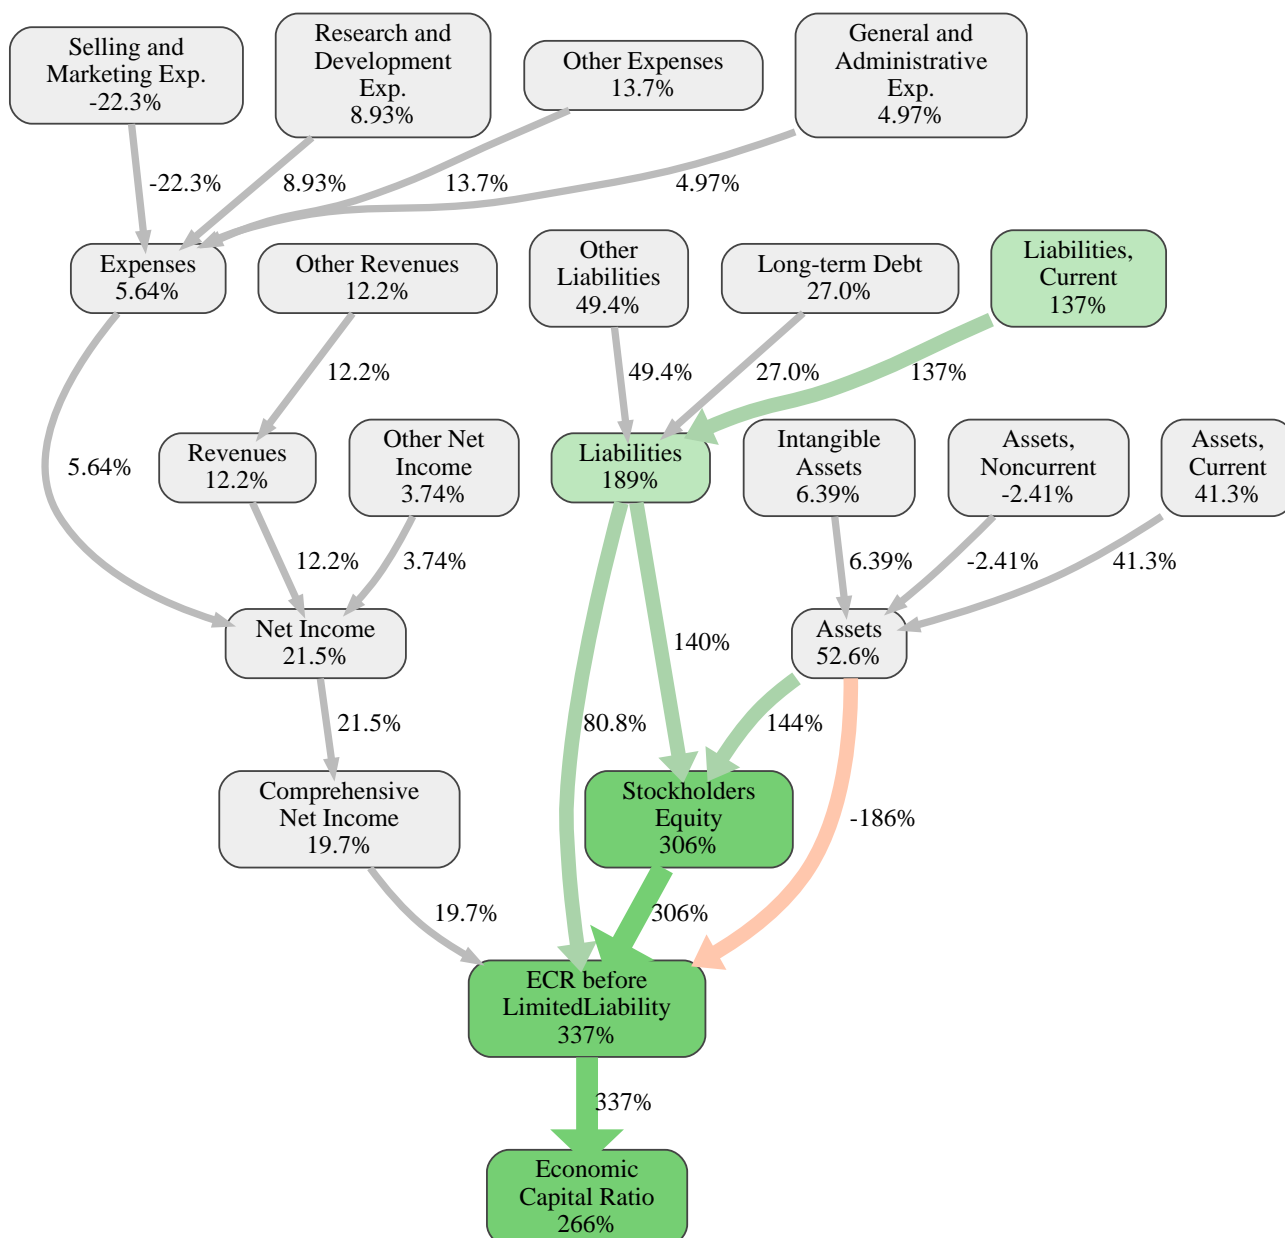 Selling and
Marketing Exp.
-22.3%
Research and
Development
Exp.
8.93%
Other Expenses
13.7%
General and
Administrative
Exp.
4.97%
-22.3%
8.93%
13.7%
4.97%
Expenses
5.64%
Other Revenues
12.2%
Other
Liabilities
49.4%
Long-term Debt
27.0%
Liabilities,
Current
137%
12.2%
49.4%
27.0%
137%
5.64%
Revenues
12.2%
Other Net
Income
3.74%
Liabilities
189%
Intangible
Assets
6.39%
Assets,
Noncurrent
-2.41%
Assets,
Current
41.3%
12.2%
3.74%
6.39%
-2.41%
41.3%
Net Income
21.5%
140%
Assets
52.6%
21.5%
80.8%
144%
-186%
Comprehensive
Net Income
19.7%
Stockholders
Equity
306%
19.7%
306%
ECR before
LimitedLiability
337%
337%
Economic
Capital Ratio
266%